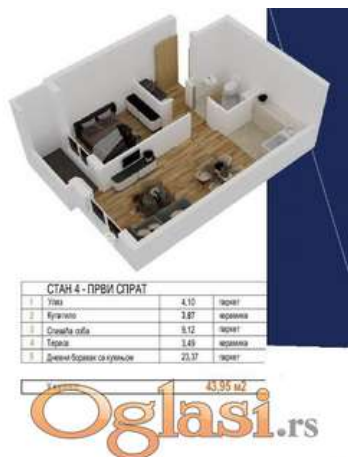 СТАН 4 - ПРВИ СПРАТ
1 Улаз 4,10 паркет
2 Купатило 3,87 керамика
3 Спаваћа соба 9,12 паркет
4 Тераса 3,49 керамика
5 Дневни боравак са кухињом 23,37 паркет
43,95 м2
Oglasi.rs